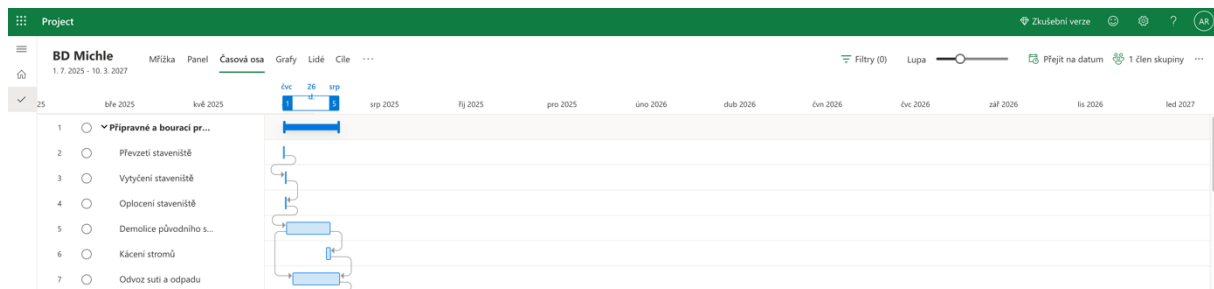 Project Zkušební verze ? AR
BD Michle Mřížka Panel Časová osa Grafy Lidé Cíle ... Filtry (0) Lupa Přejít na datum 1 člen skupiny ...
1. 7. 2025 - 10. 3. 2027
čvc 26 srp
1 d. 5
25 bře 2025 kvě 2025 srp 2025 říj 2025 pro 2025 úno 2026 dub 2026 čvn 2026 čvc 2026 zář 2026 lis 2026 led 2027
1 Přípravné a bourací pr...
2 Převzetí staveniště
3 Vytyčení staveniště
4 Oplocení staveniště
5 Demolice původního s...
6 Kácení stromů
7 Odvoz suti a odpadu